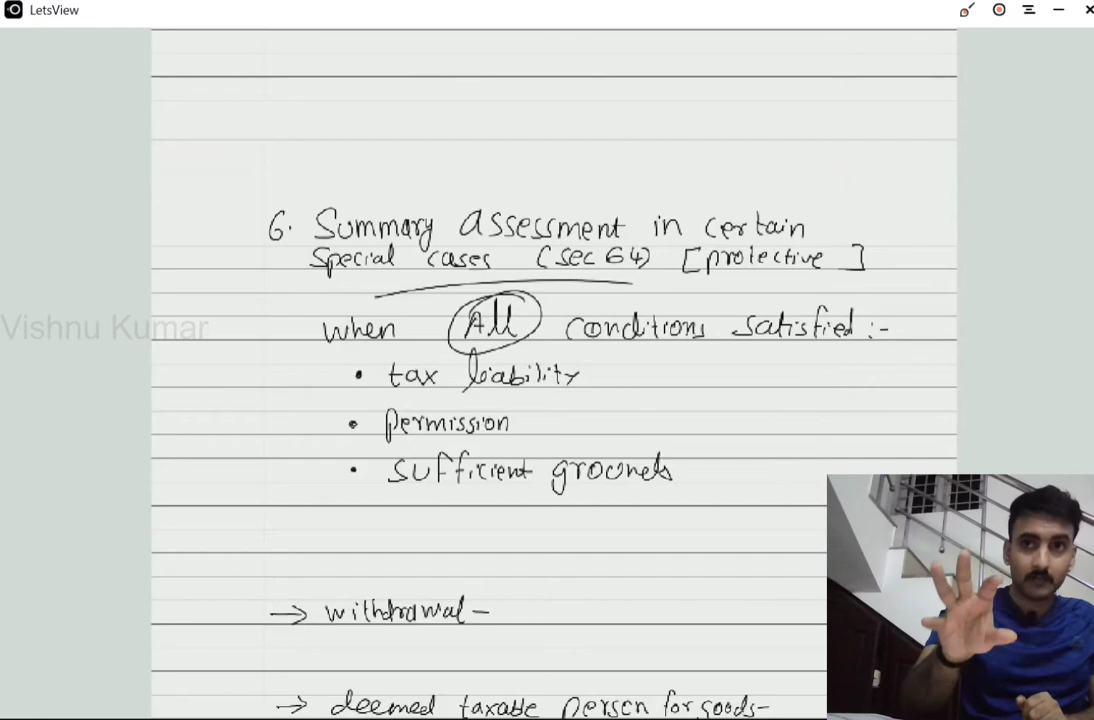 LetsView
6. Summary Assessment in certain
special cases (sec 64) [protective ]
Vishnu Kumar
when All conditions satisfied :-
• tax liability
• permission
• sufficient grounds
→ withdrawal -
→ deemed taxable person for goods-